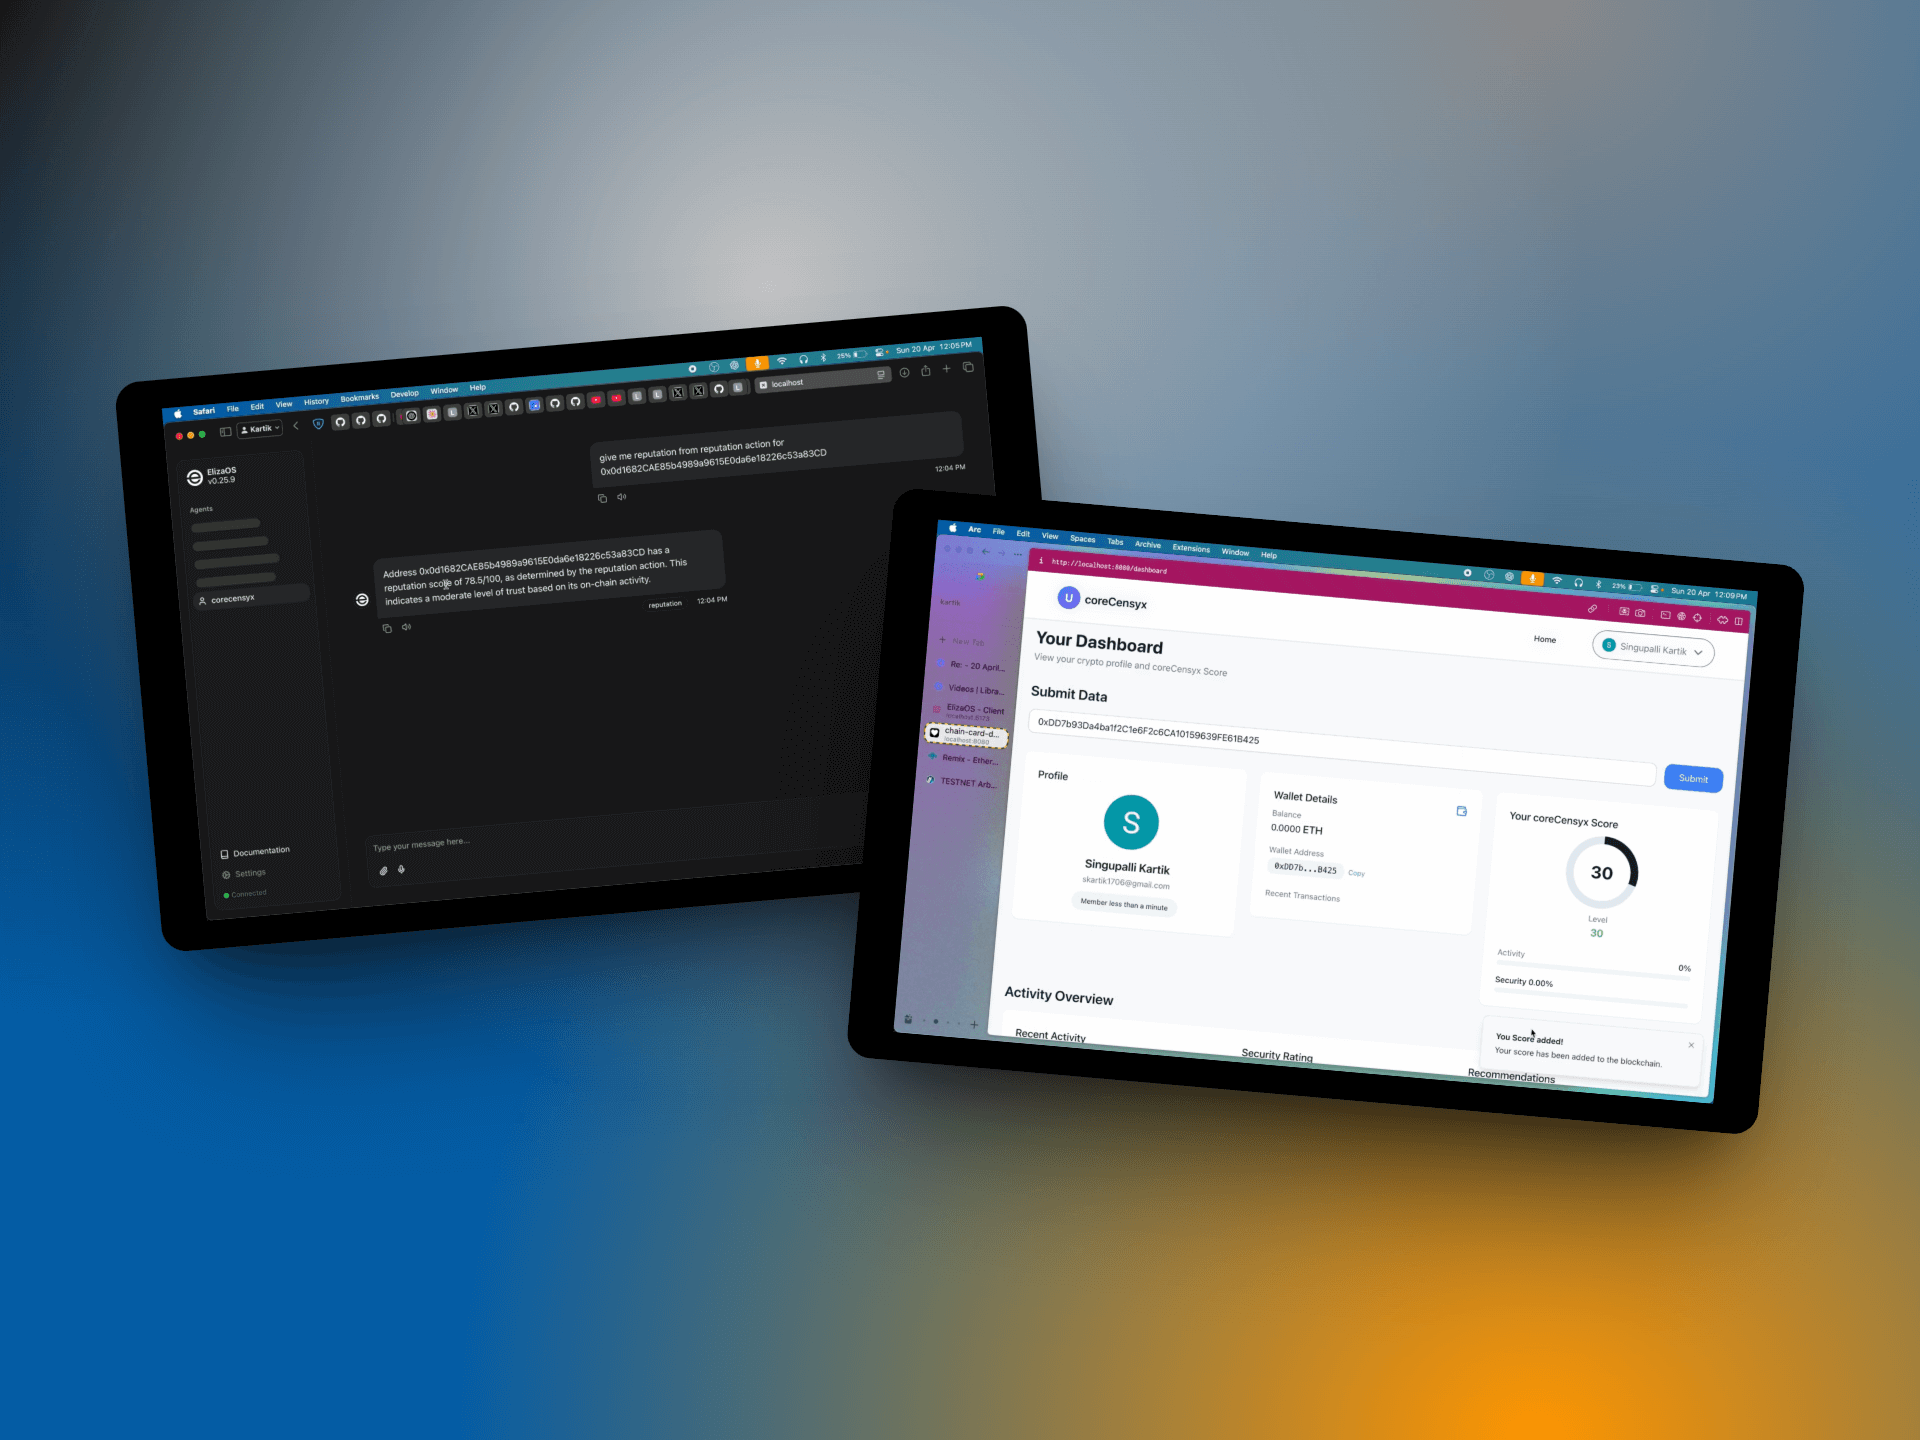 Safari File Edit View History Bookmarks Develop Window Help
25% Sun 20 Apr 12:05 PM
Kartik
localhost
ElizaOS
v0.25.9
Agents
corecensyx
Documentation
Settings
Connected
give me reputation from reputation action for
0x0d1682CAE85b4989a9615E0da6e18226c53a83CD
12:04 PM
Address 0x0d1682CAE85b4989a9615E0da6e18226c53a83CD has a
reputation score of 78.5/100, as determined by the reputation action. This
indicates a moderate level of trust based on its on-chain activity.
reputation 12:04 PM
Type your message here...
Arc File Edit View Spaces Tabs Archive Extensions Window Help
23% Sun 20 Apr 12:09 PM
http://localhost:8080/dashboard
kartik
New Tab
Re: - 20 April...
Videos | Libra...
ElizaOS - Client
localhost:5173
chain-card-d...
localhost:8080
Remix - Ether...
TESTNET Arb...
U coreCensyx
Home
S Singupalli Kartik
Your Dashboard
View your crypto profile and coreCensyx Score
Submit Data
0xDD7b93Da4ba1f2C1e6F2c6CA10159639FE61B425
Submit
Profile
S
Singupalli Kartik
skartik1706@gmail.com
Member less than a minute
Wallet Details
Balance
0.0000 ETH
Wallet Address
0xDD7b...B425 Copy
Recent Transactions
Your coreCensyx Score
30
Level
30
Activity
0%
Security 0.00%
Activity Overview
Recent Activity
Security Rating
Recommendations
You Score added!
Your score has been added to the blockchain.